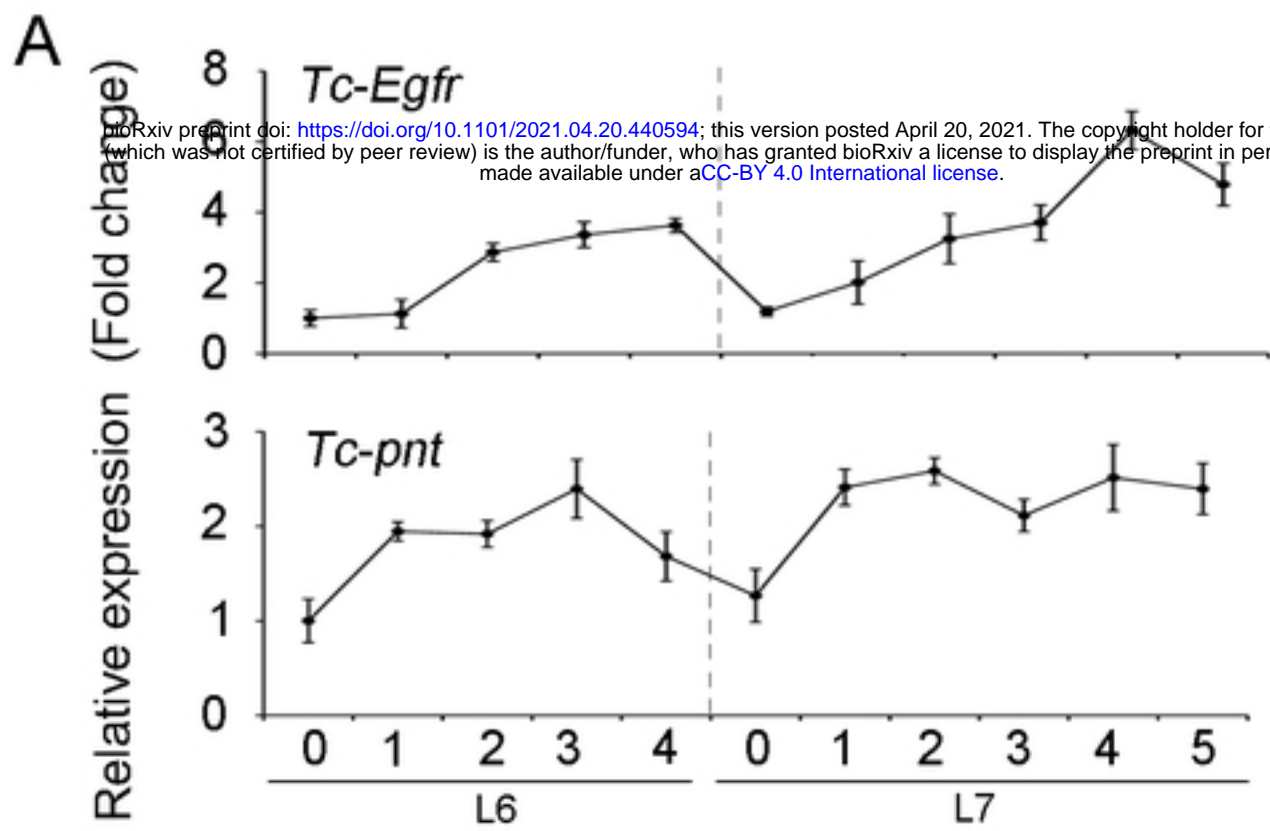 A
Tc-Egfr
8
6
4
2
0
bioRxiv preprint doi: https://doi.org/10.1101/2021.04.20.440594; this version posted April 20, 2021. The copyright holder for
(which was not certified by peer review) is the author/funder, who has granted bioRxiv a license to display the preprint in per
made available under aCC-BY 4.0 International license.
Relative expression (Fold change)
Tc-pnt
3
2
1
0
0 1 2 3 4 0 1 2 3 4 5
L6 L7